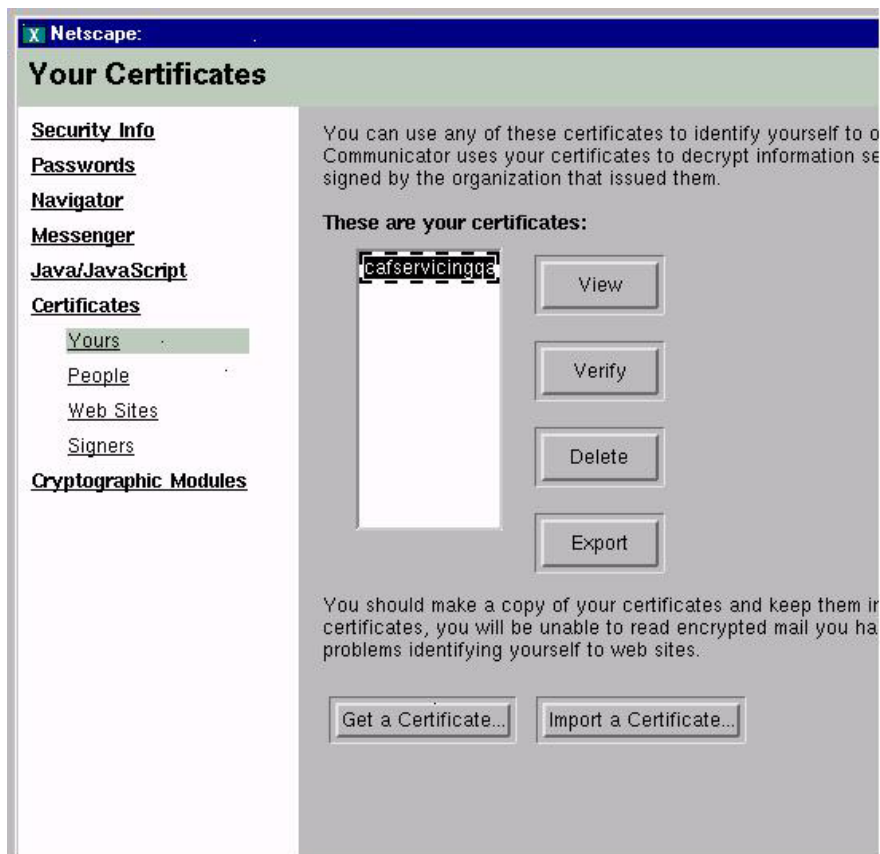 X Netscape:
Your Certificates
Security Info
Passwords
Navigator
Messenger
Java/JavaScript
Certificates
Yours
People
Web Sites
Signers
Cryptographic Modules
You can use any of these certificates to identify yourself to o
Communicator uses your certificates to decrypt information se
signed by the organization that issued them.
These are your certificates:
cafservicingqa
View
Verify
Delete
Export
You should make a copy of your certificates and keep them in
certificates, you will be unable to read encrypted mail you ha
problems identifying yourself to web sites.
Get a Certificate...
Import a Certificate...